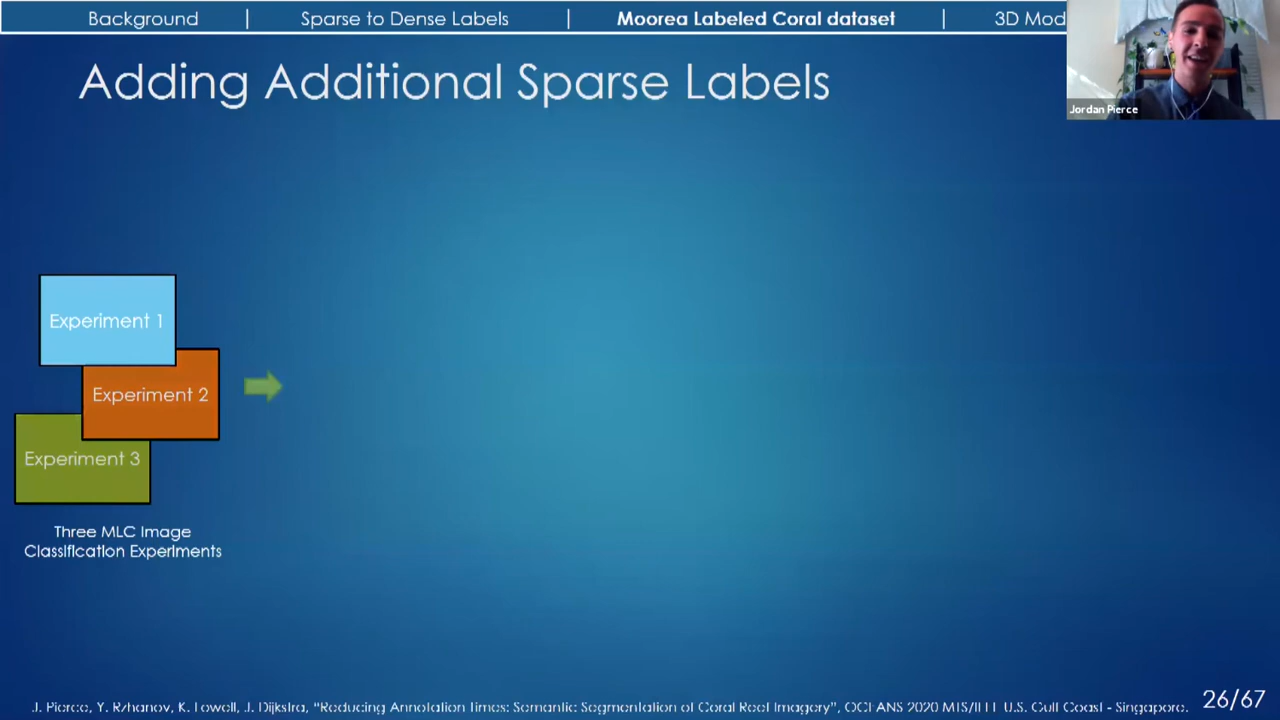 Background | Sparse to Dense Labels | Moorea Labeled Coral dataset | 3D Mod
Jordan Pierce
Adding Additional Sparse Labels
Experiment 1
Experiment 2
Experiment 3
Three MLC Image
Classification Experiments
J. Pierce, Y. Rzhanov, K. Lowell, J. Dijkstra, "Reducing Annotation Times: Semantic Segmentation of Coral Reef Imagery", OCEANS 2020 MTS/IEEE U.S. Gulf Coast - Singapore.
26/67